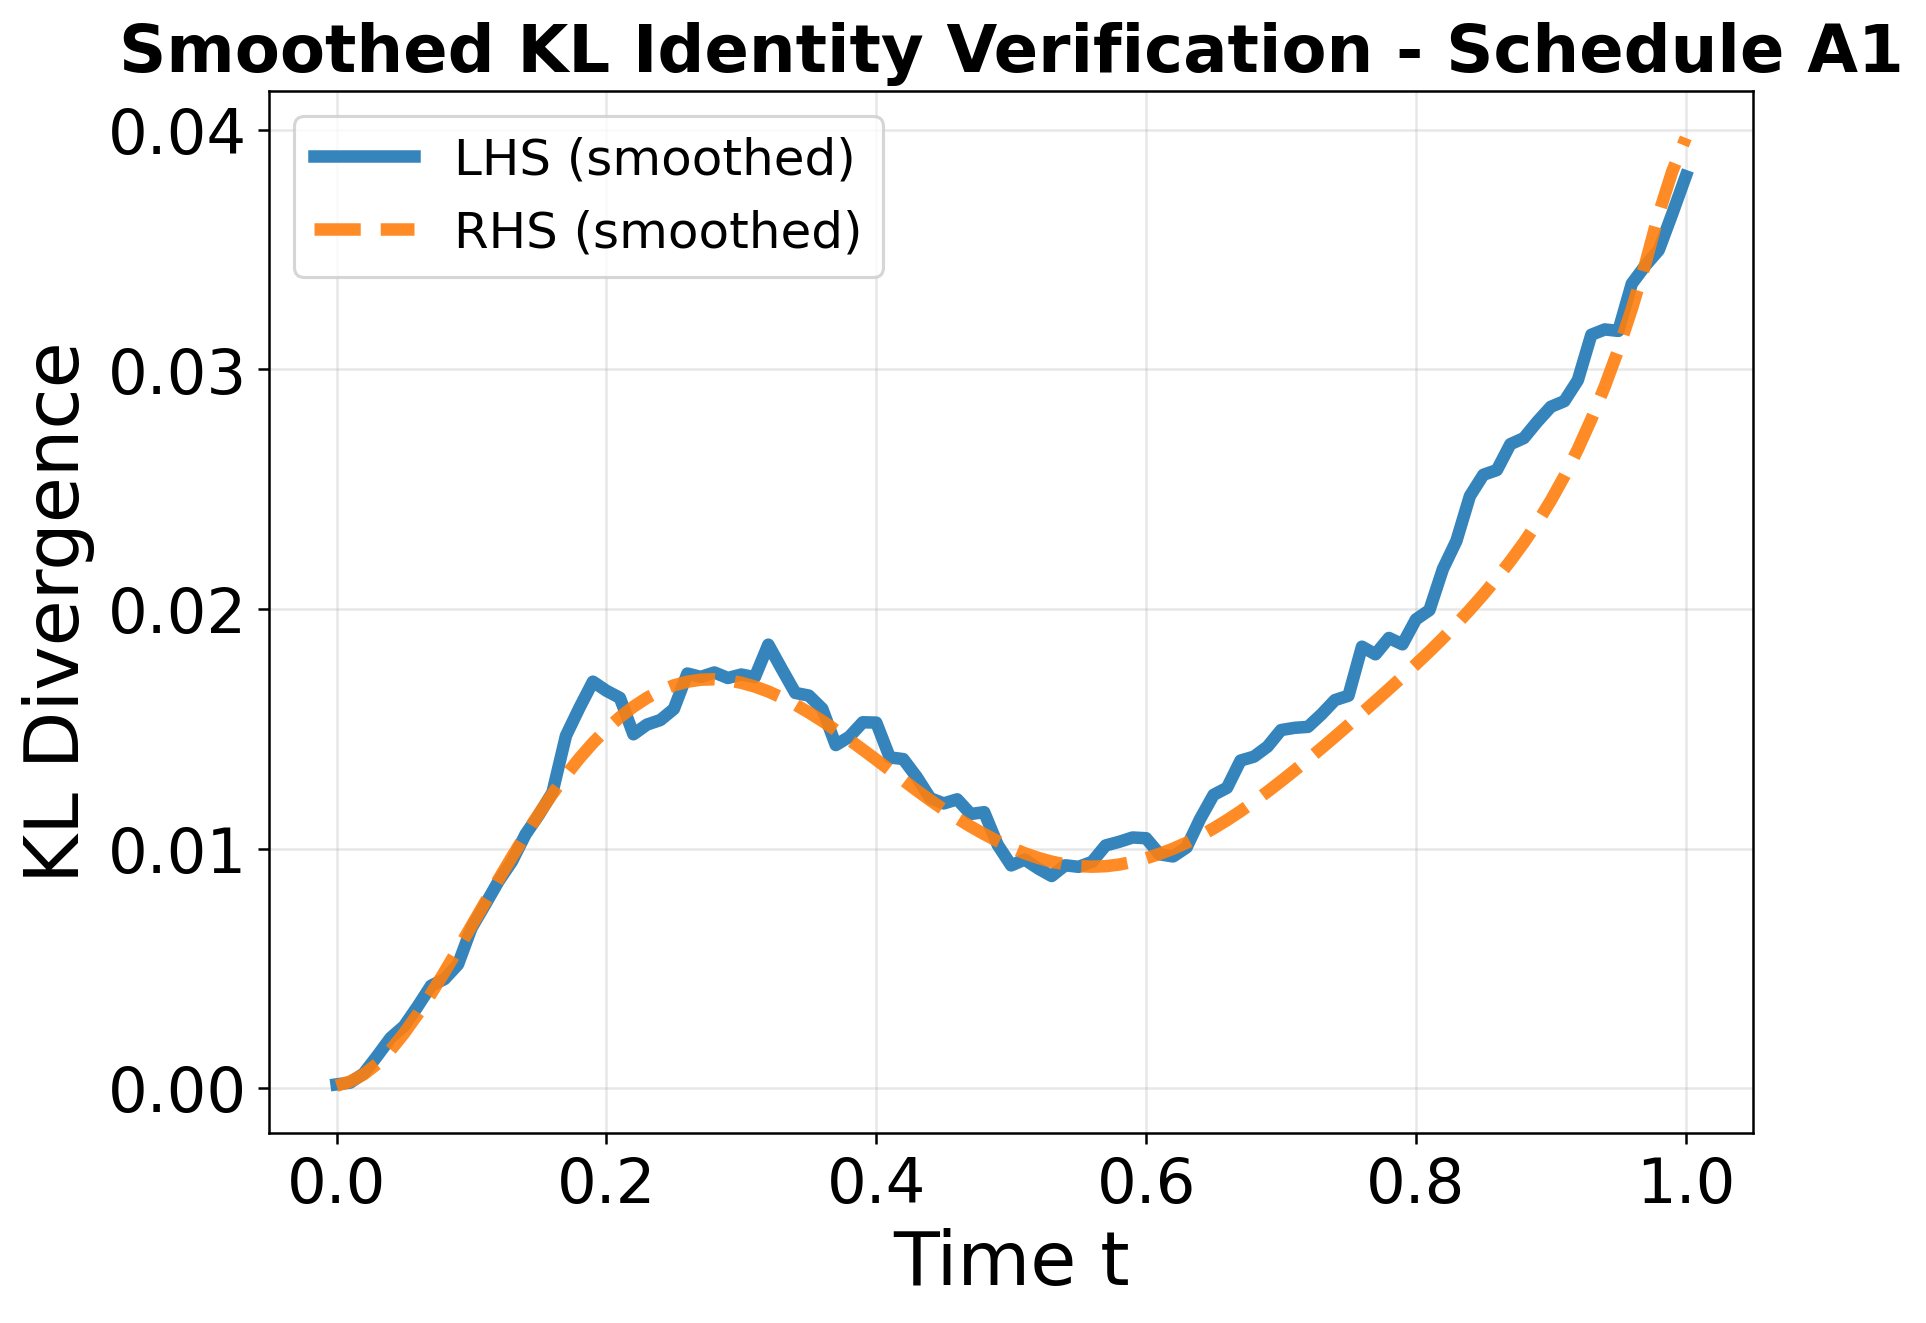 Smoothed KL Identity Verification - Schedule A1
LHS (smoothed)
RHS (smoothed)
KL Divergence
0.04
0.03
0.02
0.01
0.00
0.0 0.2 0.4 0.6 0.8 1.0
Time t